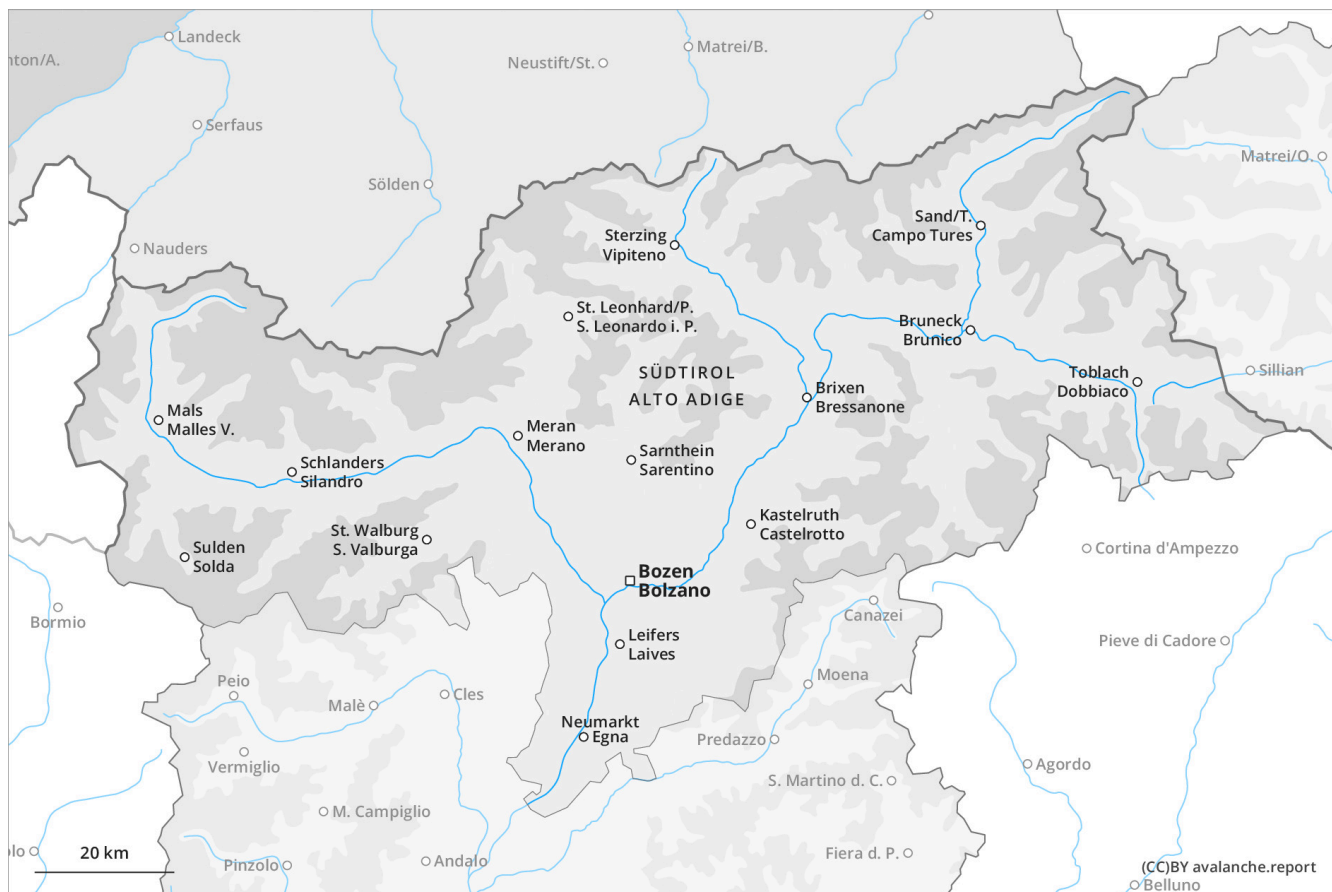 Landeck
nton/A.
Matrei/B.
Neustift/St.
Serfaus
Matrei/O.
Sölden
Sand/T.
Campo Tures
Sterzing
Vipiteno
Nauders
St. Leonhard/P.
S. Leonardo i. P.
Bruneck
Brunico
SÜDTIROL
ALTO ADIGE
Toblach
Dobbiaco
Sillian
Brixen
Bressanone
Mals
Malles V.
Meran
Merano
Sarnthein
Sarentino
Schlanders
Silandro
Kastelruth
Castelrotto
St. Walburg
S. Valburga
Sulden
Solda
Cortina d'Ampezzo
Bozen
Bolzano
Bormio
Canazei
Leifers
Laives
Pieve di Cadore
Peio
Moena
Malè
Cles
Neumarkt
Egna
Predazzo
Vermiglio
Agordo
S. Martino d. C.
M. Campiglio
olo
20 km
Pinzolo
Andalo
Fiera d. P.
(CC)BY avalanche.report
Belluno